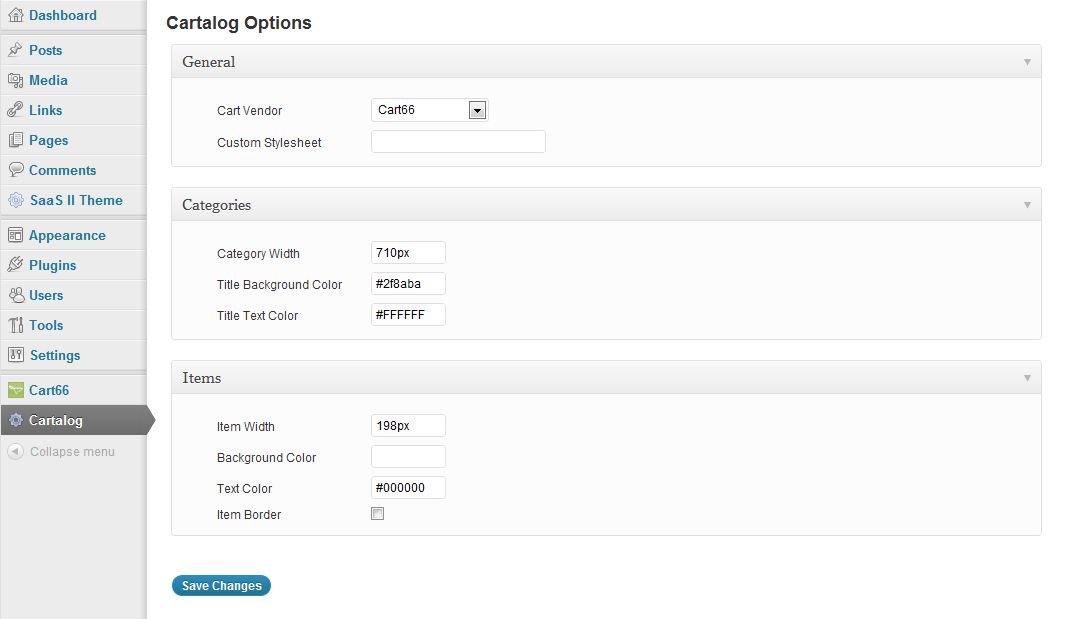 Dashboard
Posts
Media
Links
Pages
Comments
SaaS II Theme
Appearance
Plugins
Users
Tools
Settings
Cart66
Cartalog
Collapse menu
Cartalog Options
General
Cart Vendor Cart66
Custom Stylesheet
Categories
Category Width 710px
Title Background Color #2f8aba
Title Text Color #FFFFFF
Items
Item Width 198px
Background Color
Text Color #000000
Item Border
Save Changes